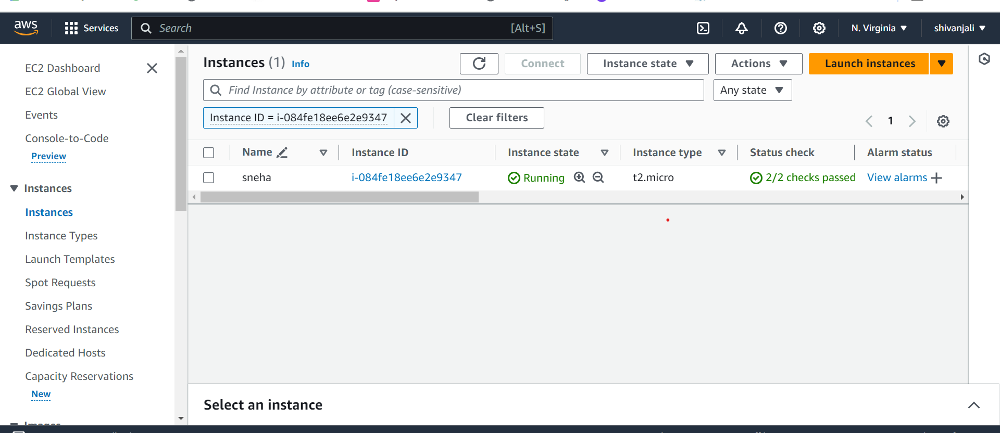 aws
Services
Search
[Alt+S]
N. Virginia
shivanjali
EC2 Dashboard
EC2 Global View
Events
Console-to-Code
Preview
Instances
Instances
Instance Types
Launch Templates
Spot Requests
Savings Plans
Reserved Instances
Dedicated Hosts
Capacity Reservations
New
Images
Instances (1) Info
Connect
Instance state
Actions
Launch instances
Find Instance by attribute or tag (case-sensitive)
Any state
Instance ID = i-084fe18ee6e2e9347
Clear filters
1
Name Instance ID Instance state Instance type Status check Alarm status
sneha i-084fe18ee6e2e9347 Running t2.micro 2/2 checks passed View alarms
Select an instance